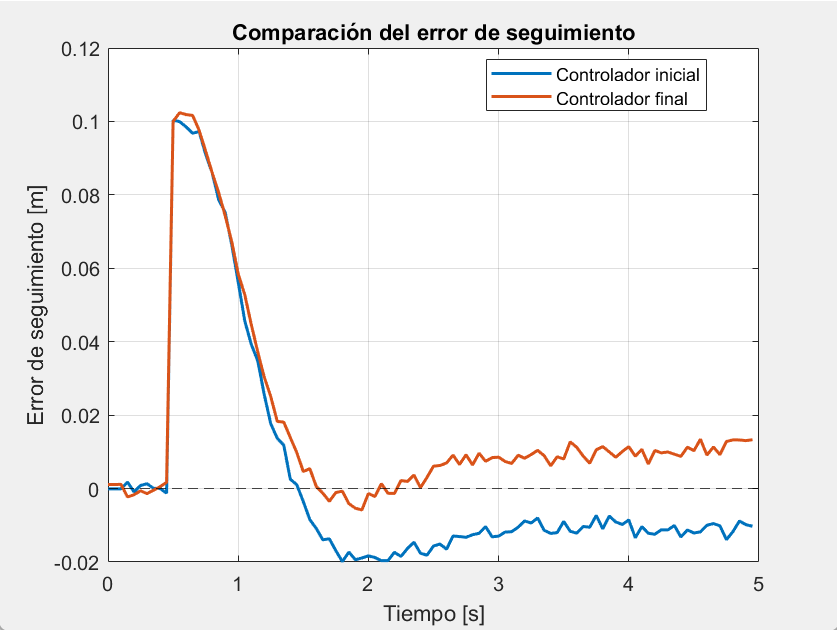 Comparación del error de seguimiento
Controlador inicial
Controlador final
Error de seguimiento [m]
0.12
0.1
0.08
0.06
0.04
0.02
0
-0.02
0
1
2
3
4
5
Tiempo [s]